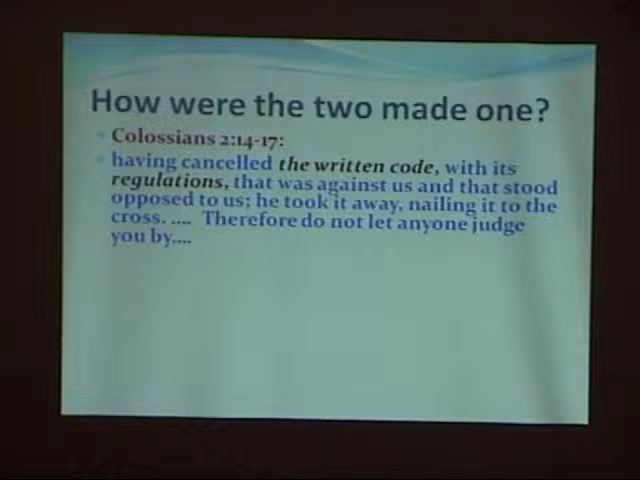 How were the two made one?
Colossians 2:14-17:
having cancelled the written code, with its
regulations, that was against us and that stood
opposed to us; he took it away, nailing it to the
cross. .... Therefore do not let anyone judge
you by....